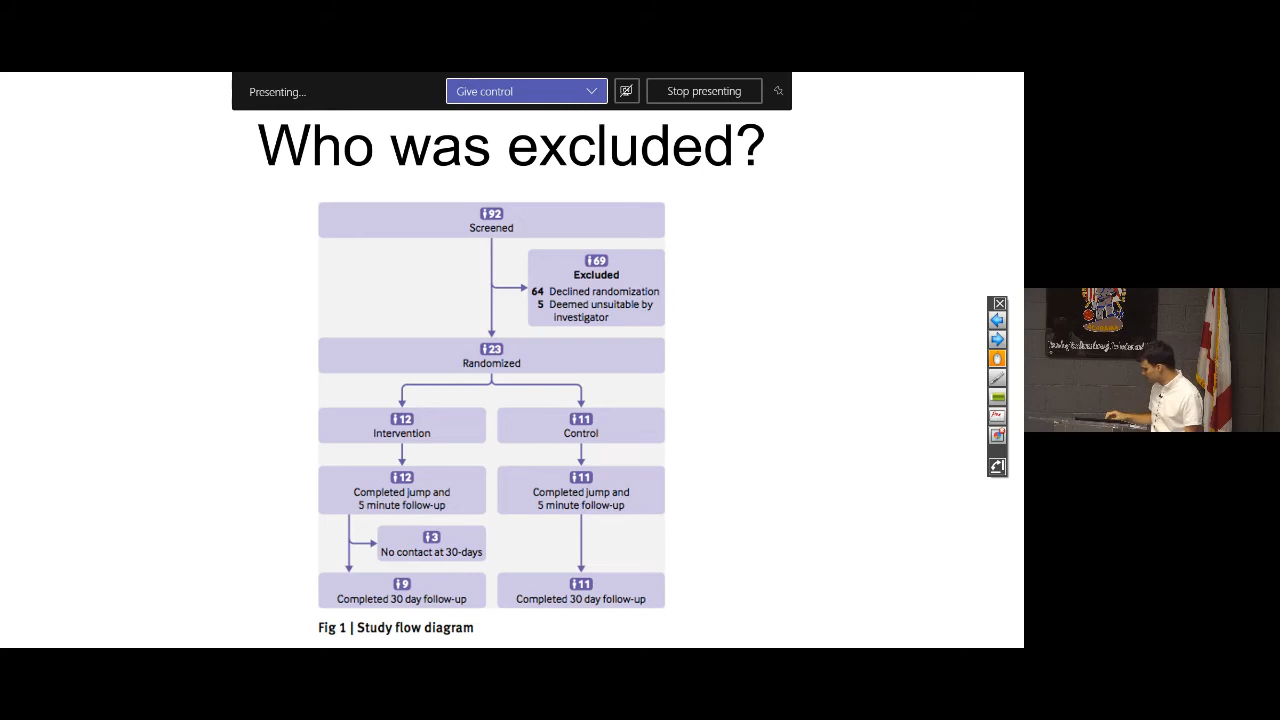 Presenting...
Give control
Stop presenting
Who was excluded?
92
Screened
69
Excluded
64 Declined randomization
5 Deemed unsuitable by
investigator
23
Randomized
12
Intervention
11
Control
12
Completed jump and
5 minute follow-up
11
Completed jump and
5 minute follow-up
3
No contact at 30-days
9
Completed 30 day follow-up
11
Completed 30 day follow-up
Fig 1 | Study flow diagram